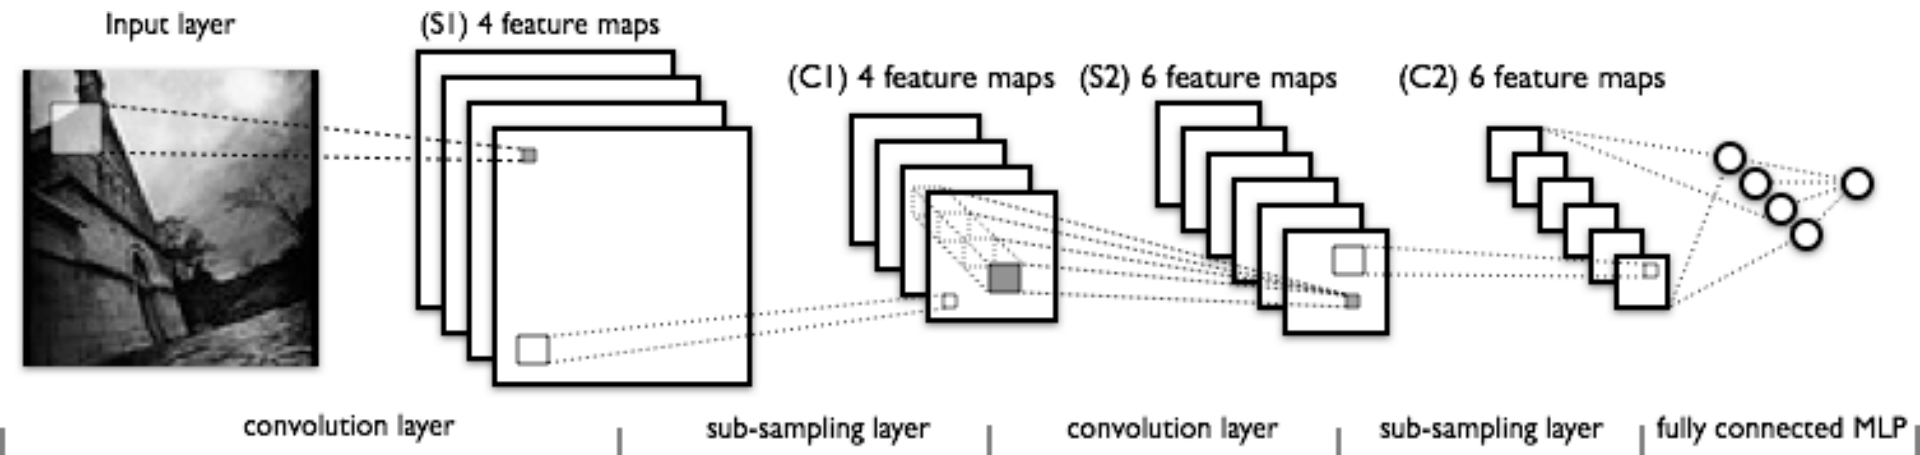 Input layer
(S1) 4 feature maps
(C1) 4 feature maps
(S2) 6 feature maps
(C2) 6 feature maps
convolution layer
sub-sampling layer
convolution layer
sub-sampling layer
fully connected MLP